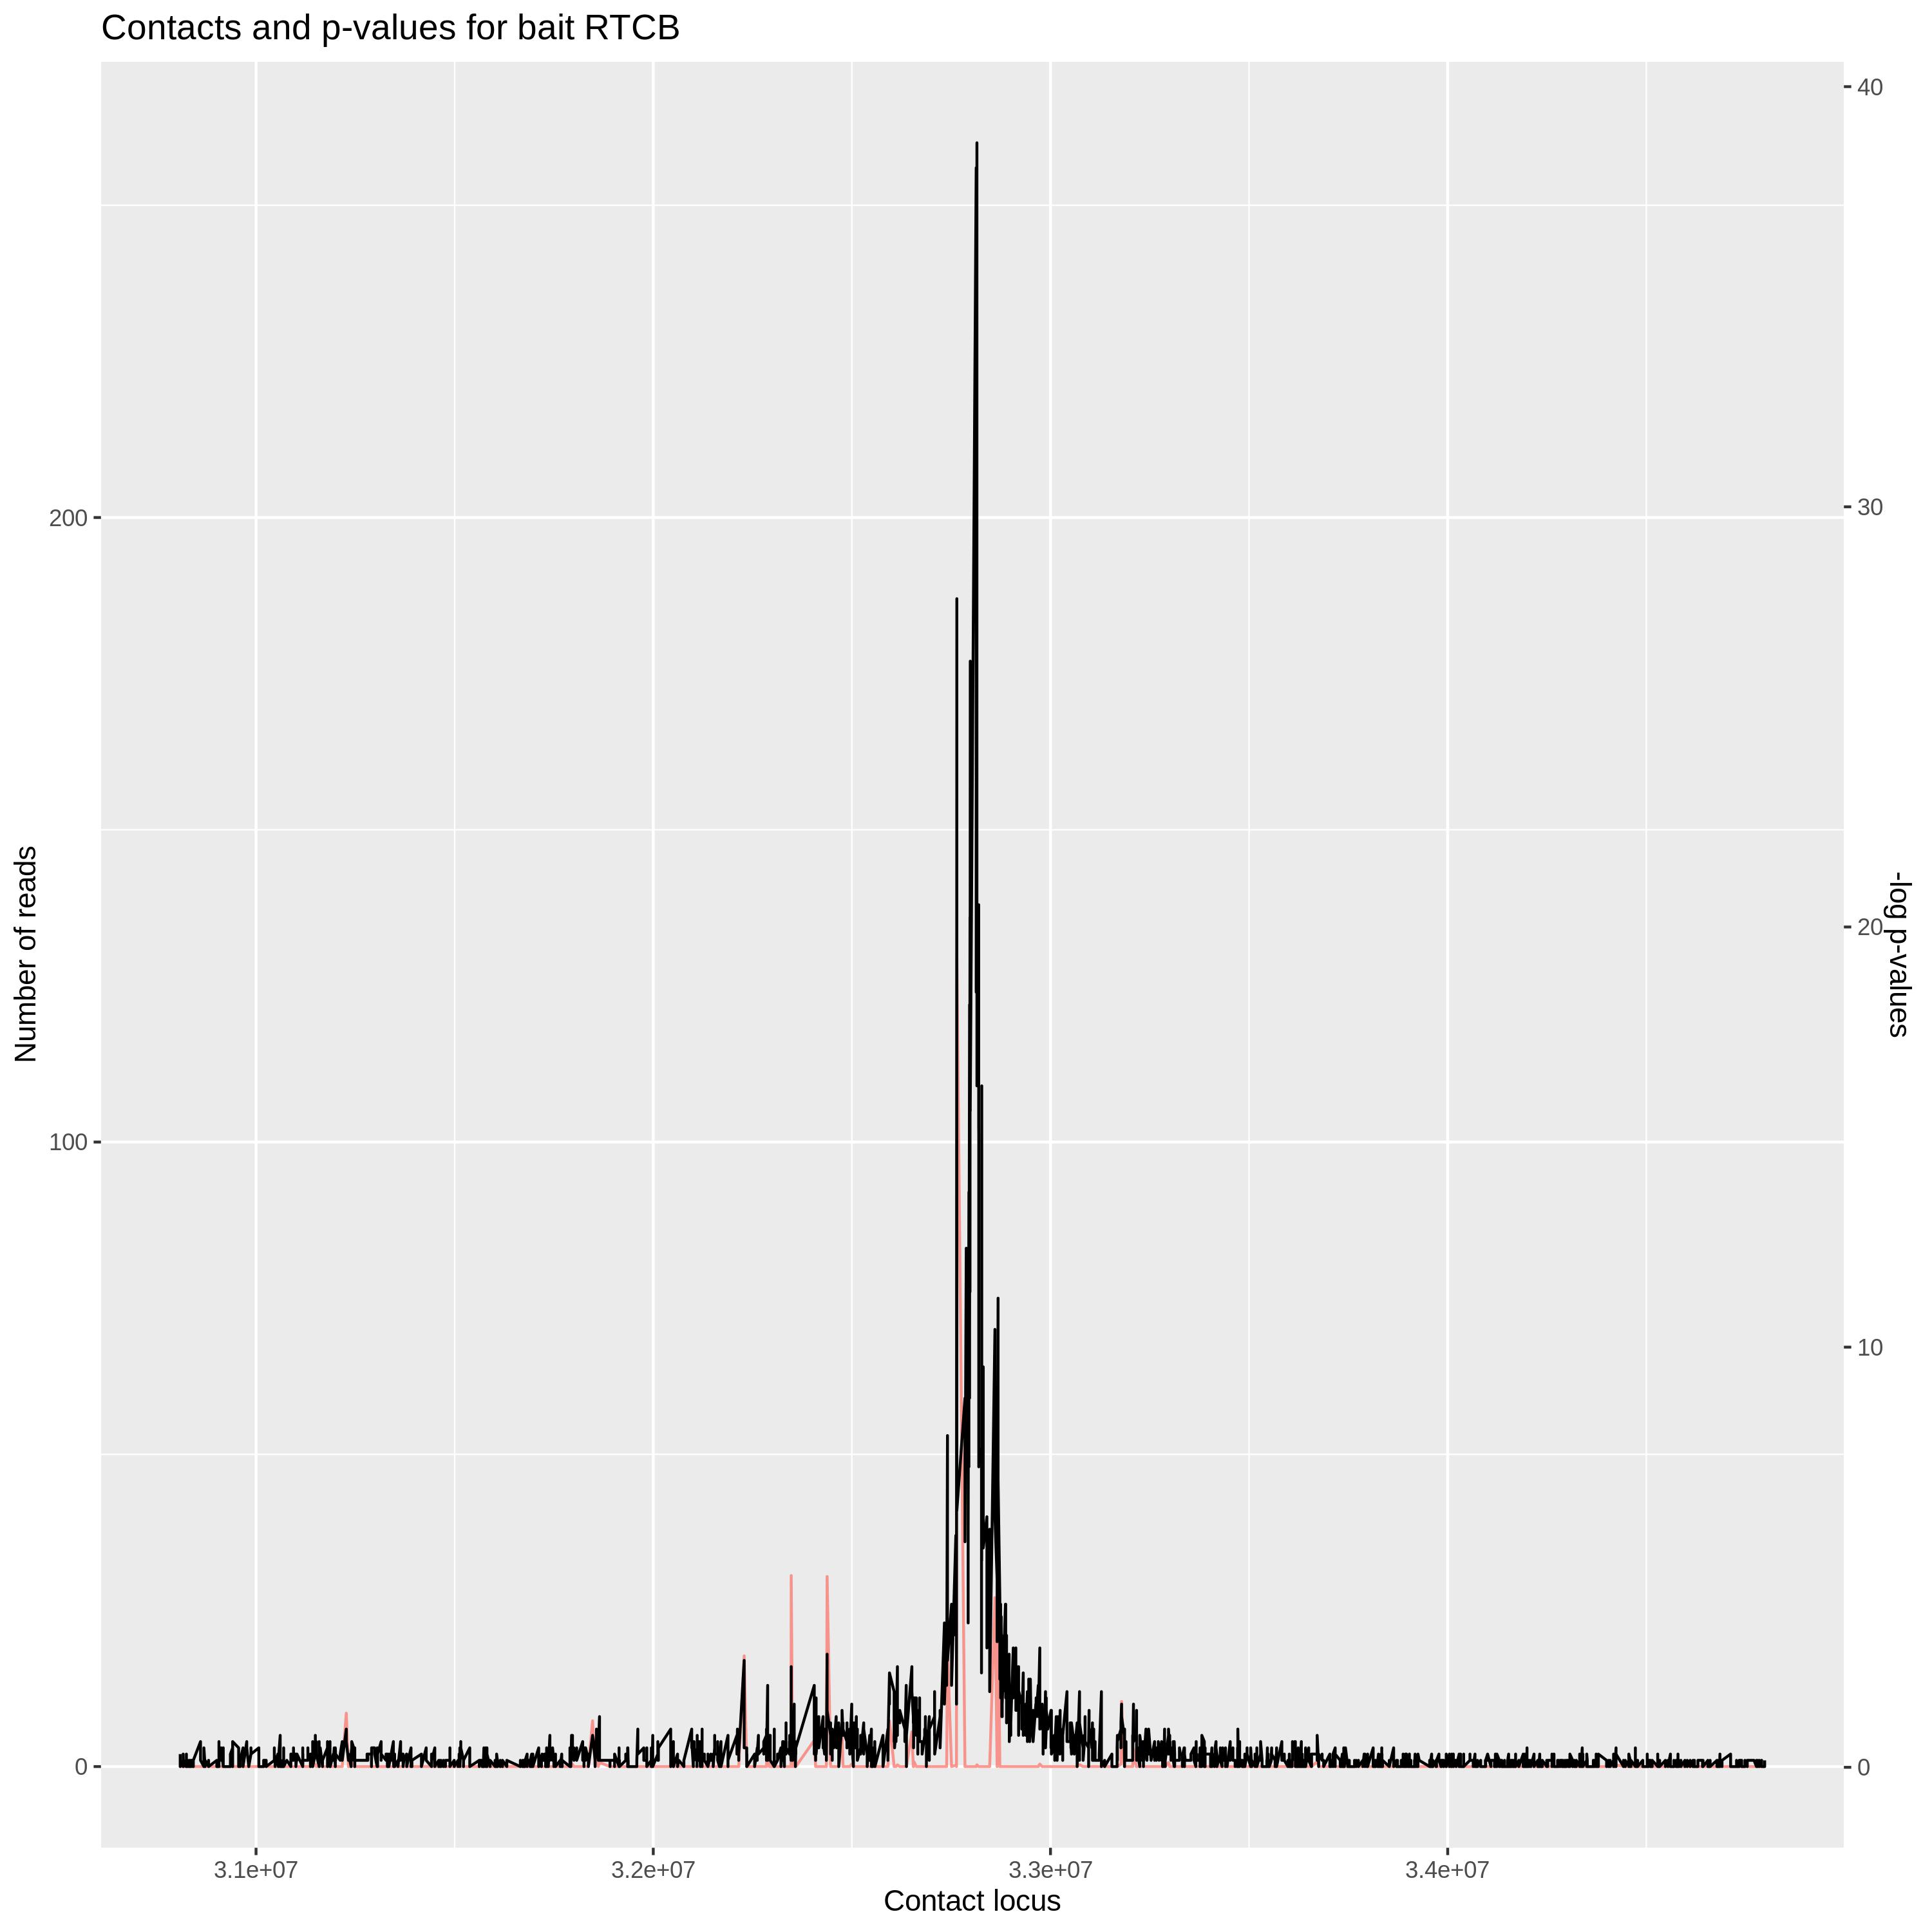 Contacts and p-values for bait RTCB
Number of reads
200
100
0
40
30
20
10
0
-log p-values
3.1e+07
3.2e+07
3.3e+07
3.4e+07
Contact locus